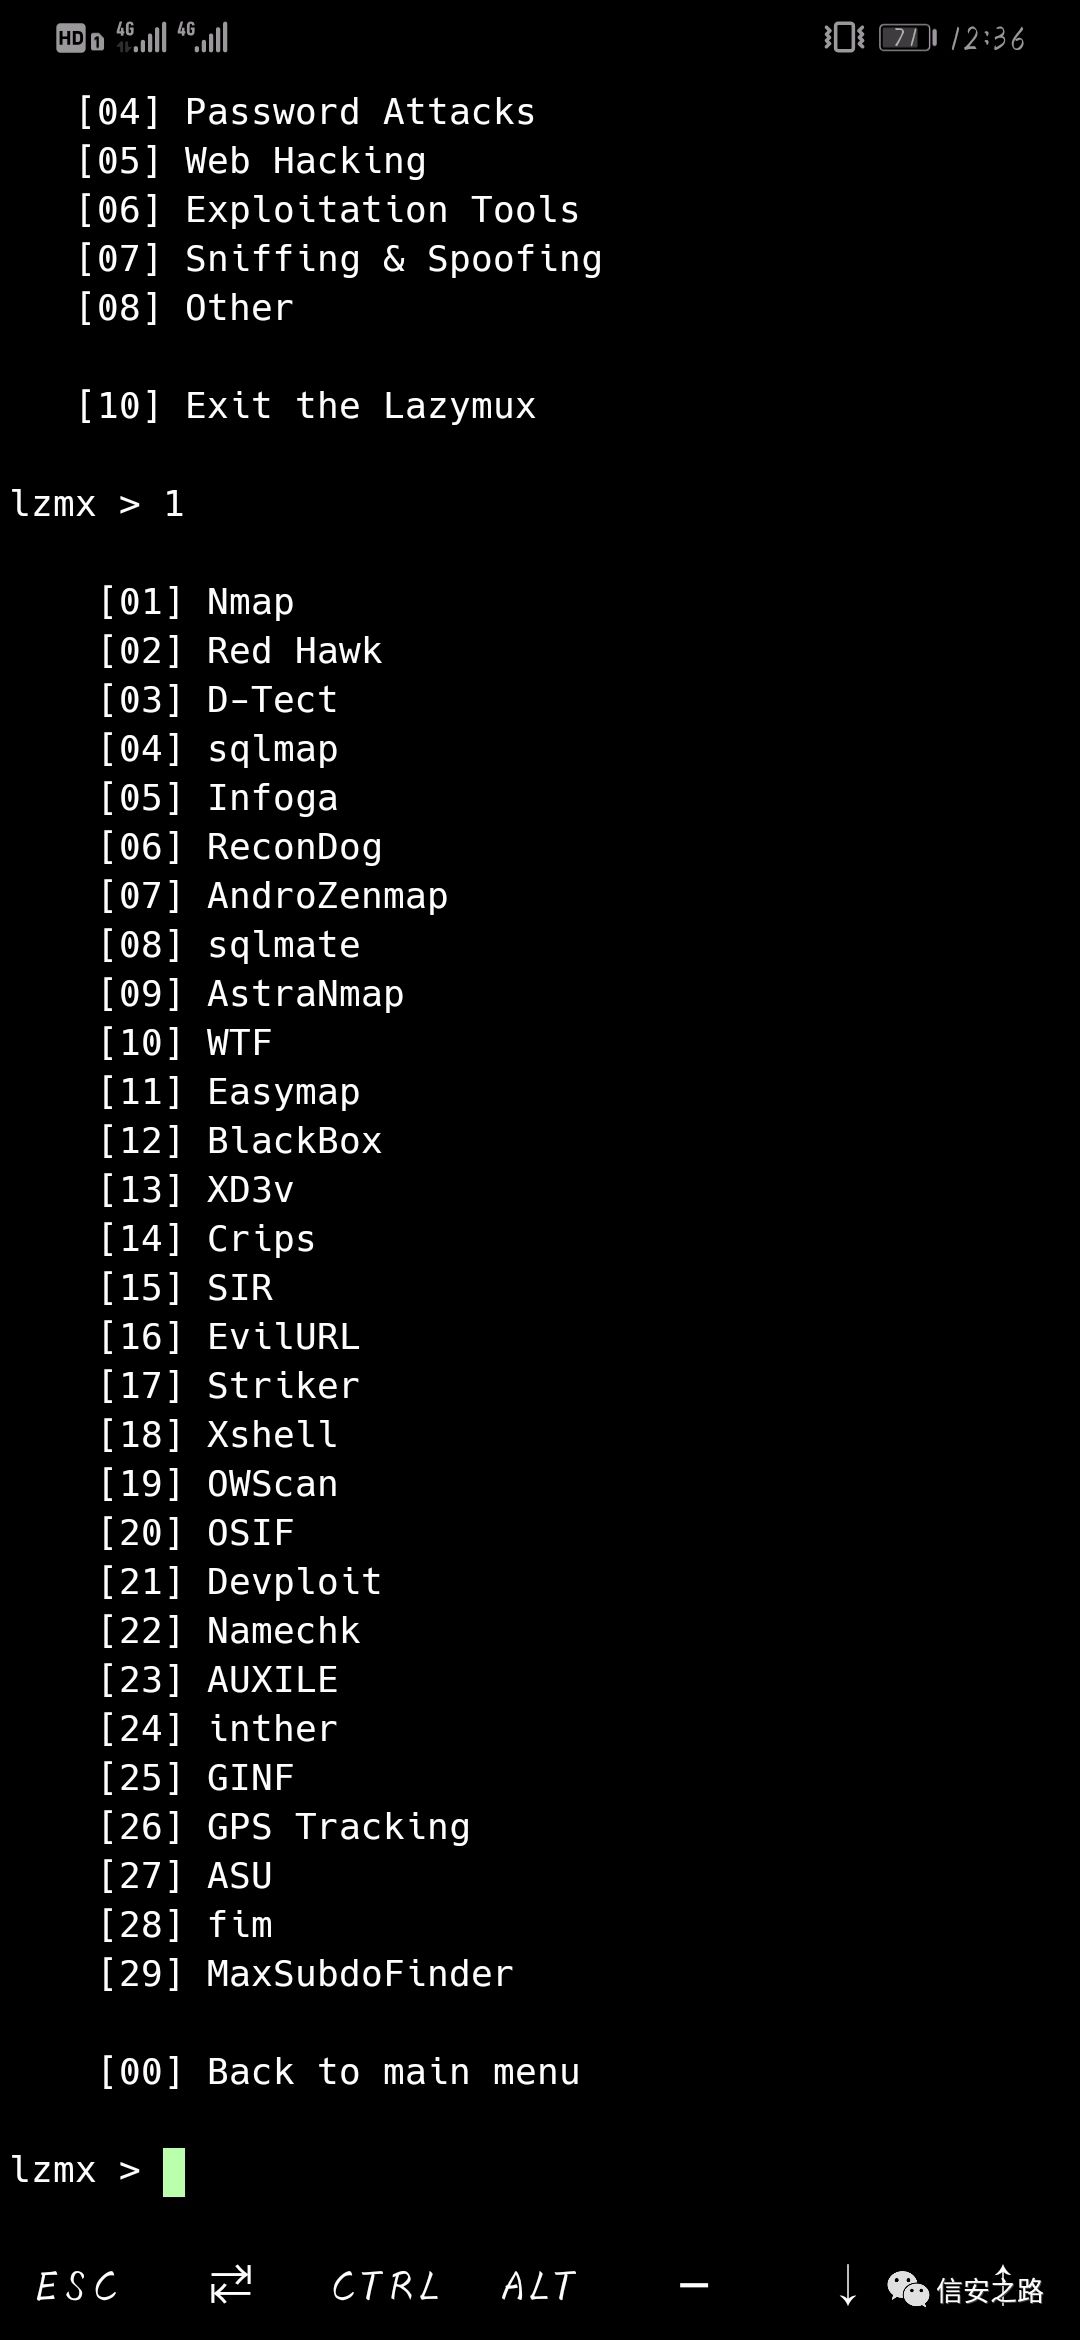 HD 1 4G 4G 71 12:36
[04] Password Attacks
[05] Web Hacking
[06] Exploitation Tools
[07] Sniffing & Spoofing
[08] Other
[10] Exit the Lazymux
lzmx > 1
[01] Nmap
[02] Red Hawk
[03] D-Tect
[04] sqlmap
[05] Infoga
[06] ReconDog
[07] AndroZenmap
[08] sqlmate
[09] AstraNmap
[10] WTF
[11] Easymap
[12] BlackBox
[13] XD3v
[14] Crips
[15] SIR
[16] EvilURL
[17] Striker
[18] Xshell
[19] OWScan
[20] OSIF
[21] Devploit
[22] Namechk
[23] AUXILE
[24] inther
[25] GINF
[26] GPS Tracking
[27] ASU
[28] fim
[29] MaxSubdoFinder
[00] Back to main menu
lzmx >
ESC CTRL ALT — 信安之路